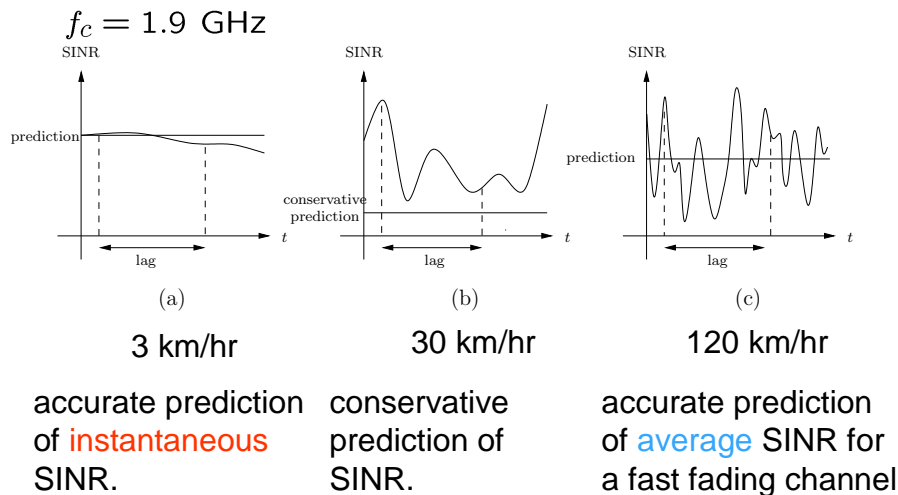 f_c = 1.9 GHz
SINR
prediction
t
lag
(a)
3 km/hr
accurate prediction
of instantaneous
SINR.
SINR
conservative
prediction
t
lag
(b)
30 km/hr
conservative
prediction of
SINR.
SINR
prediction
t
lag
(c)
120 km/hr
accurate prediction
of average SINR for
a fast fading channel